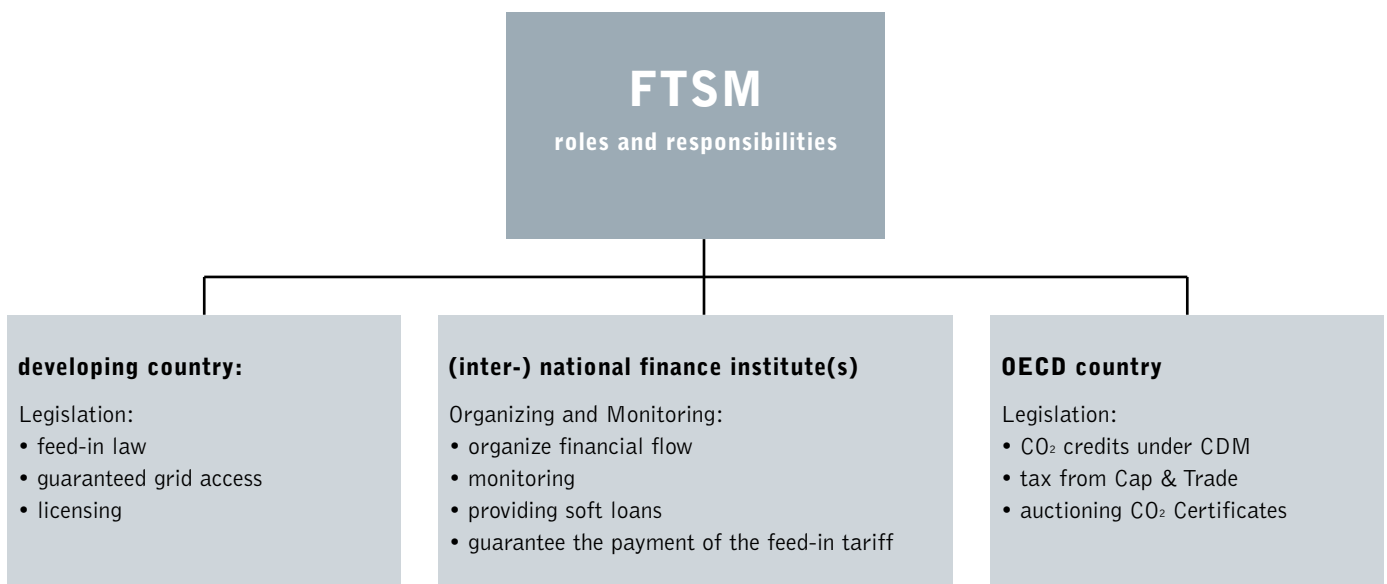 FTSM
roles and responsibilities
developing country:
Legislation:
• feed-in law
• guaranteed grid access
• licensing
(inter-) national finance institute(s)
Organizing and Monitoring:
• organize financial flow
• monitoring
• providing soft loans
• guarantee the payment of the feed-in tariff
OECD country
Legislation:
• CO₂ credits under CDM
• tax from Cap & Trade
• auctioning CO₂ Certificates